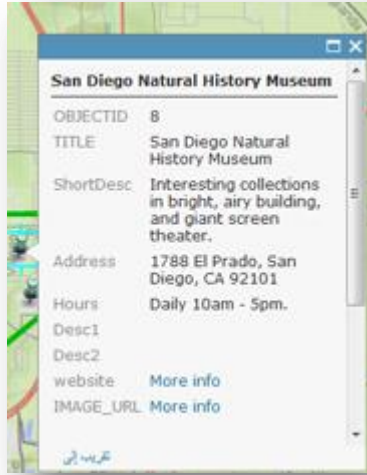 San Diego Natural History Museum
OBJECTID 8
TITLE San Diego Natural
History Museum
ShortDesc Interesting collections
in bright, airy building,
and giant screen
theater.
Address 1788 El Prado, San
Diego, CA 92101
Hours Daily 10am - 5pm.
Desc1
Desc2
website More info
IMAGE_URL More info
تقريب إلى